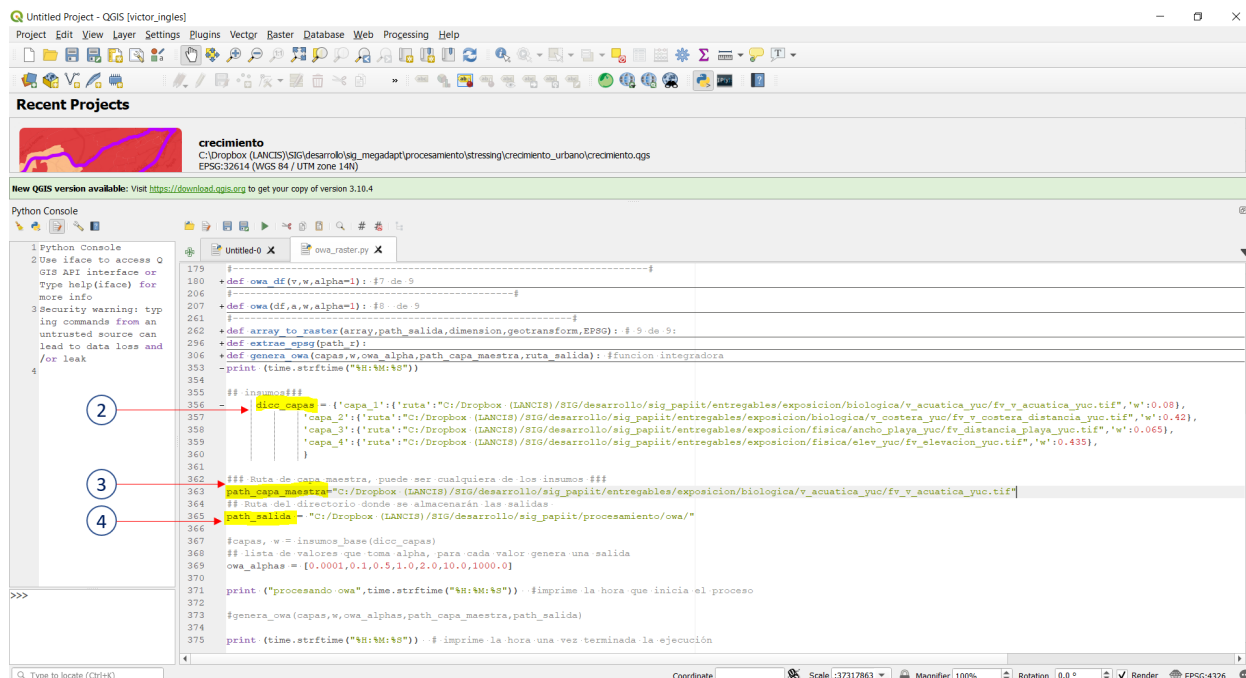 Untitled Project - QGIS [victor_ingles]
Project Edit View Layer Settings Plugins Vector Raster Database Web Processing Help
Recent Projects
crecimiento
C:\Dropbox (LANCIS)\SIG\desarrollo\sig_megadapt\procesamiento\stressing\crecimiento_urbano\crecimiento.qgs
EPSG:32614 (WGS 84 / UTM zone 14N)
New QGIS version available: Visit https://download.qgis.org to get your copy of version 3.10.4
Python Console
Untitled-0 X owa_raster.py X
1 Python Console
2 Use iface to access Q
GIS API interface or
Type help(iface) for
more info
3 Security warning: typ
ing commands from an
untrusted source can
lead to data loss and
/or leak
4
>>>
179 #------------------------------------------------------------------------#
180 +def owa_df(v,w,alpha=1): #7 de 9
206 #-------------------------------------------------#
207 +def owa(df,a,w,alpha=1): #8 de 9
261 #-----------------------------------------------------------#
262 +def array_to_raster(array,path_salida,dimension,geotransform,EPSG): # 9 de 9:
296 +def extrae_epsg(path_r):
306 +def genera_owa(capas,w,owa_alpha,path_capa_maestra,ruta_salida): #funcion integradora
353 -print (time.strftime("%H:%M:%S"))
354
355 ## insumos###
2
356 - dicc_capas = {'capa_1':{'ruta':"C:/Dropbox (LANCIS)/SIG/desarrollo/sig_papiit/entregables/exposicion/biologica/v_acuatica_yuc/fv_v_acuatica_yuc.tif",'w':0.08},
357 'capa_2':{'ruta':"C:/Dropbox (LANCIS)/SIG/desarrollo/sig_papiit/entregables/exposicion/biologica/v_costera_yuc/fv_v_costera_distancia_yuc.tif",'w':0.42},
358 'capa_3':{'ruta':"C:/Dropbox (LANCIS)/SIG/desarrollo/sig_papiit/entregables/exposicion/fisica/ancho_playa_yuc/fv_distancia_playa_yuc.tif",'w':0.065},
359 'capa_4':{'ruta':"C:/Dropbox (LANCIS)/SIG/desarrollo/sig_papiit/entregables/exposicion/fisica/elev_yuc/fv_elevacion_yuc.tif",'w':0.435},
360 }
361
362 ### Ruta de capa maestra, puede ser cualquiera de los insumos ###
3
363 path_capa_maestra="C:/Dropbox (LANCIS)/SIG/desarrollo/sig_papiit/entregables/exposicion/biologica/v_acuatica_yuc/fv_v_acuatica_yuc.tif"
364 ## Ruta del directorio donde se almacenarán las salidas
4
365 path_salida = "C:/Dropbox (LANCIS)/SIG/desarrollo/sig_papiit/procesamiento/owa/"
366
367 #capas, w = insumos_base(dicc_capas)
368 ## lista de valores que toma alpha, para cada valor genera una salida
369 owa_alphas = [0.0001,0.1,0.5,1.0,2.0,10.0,1000.0]
370
371 print ("procesando owa",time.strftime("%H:%M:%S")) #imprime la hora que inicia el proceso
372
373 #genera_owa(capas,w,owa_alphas,path_capa_maestra,path_salida)
374
375 print (time.strftime("%H:%M:%S")) # imprime la hora una vez terminada la ejecución
Type to locate (Ctrl+K) Coordinate Scale :37317863 Magnifier 100% Rotation 0.0 ° Render EPSG:4326